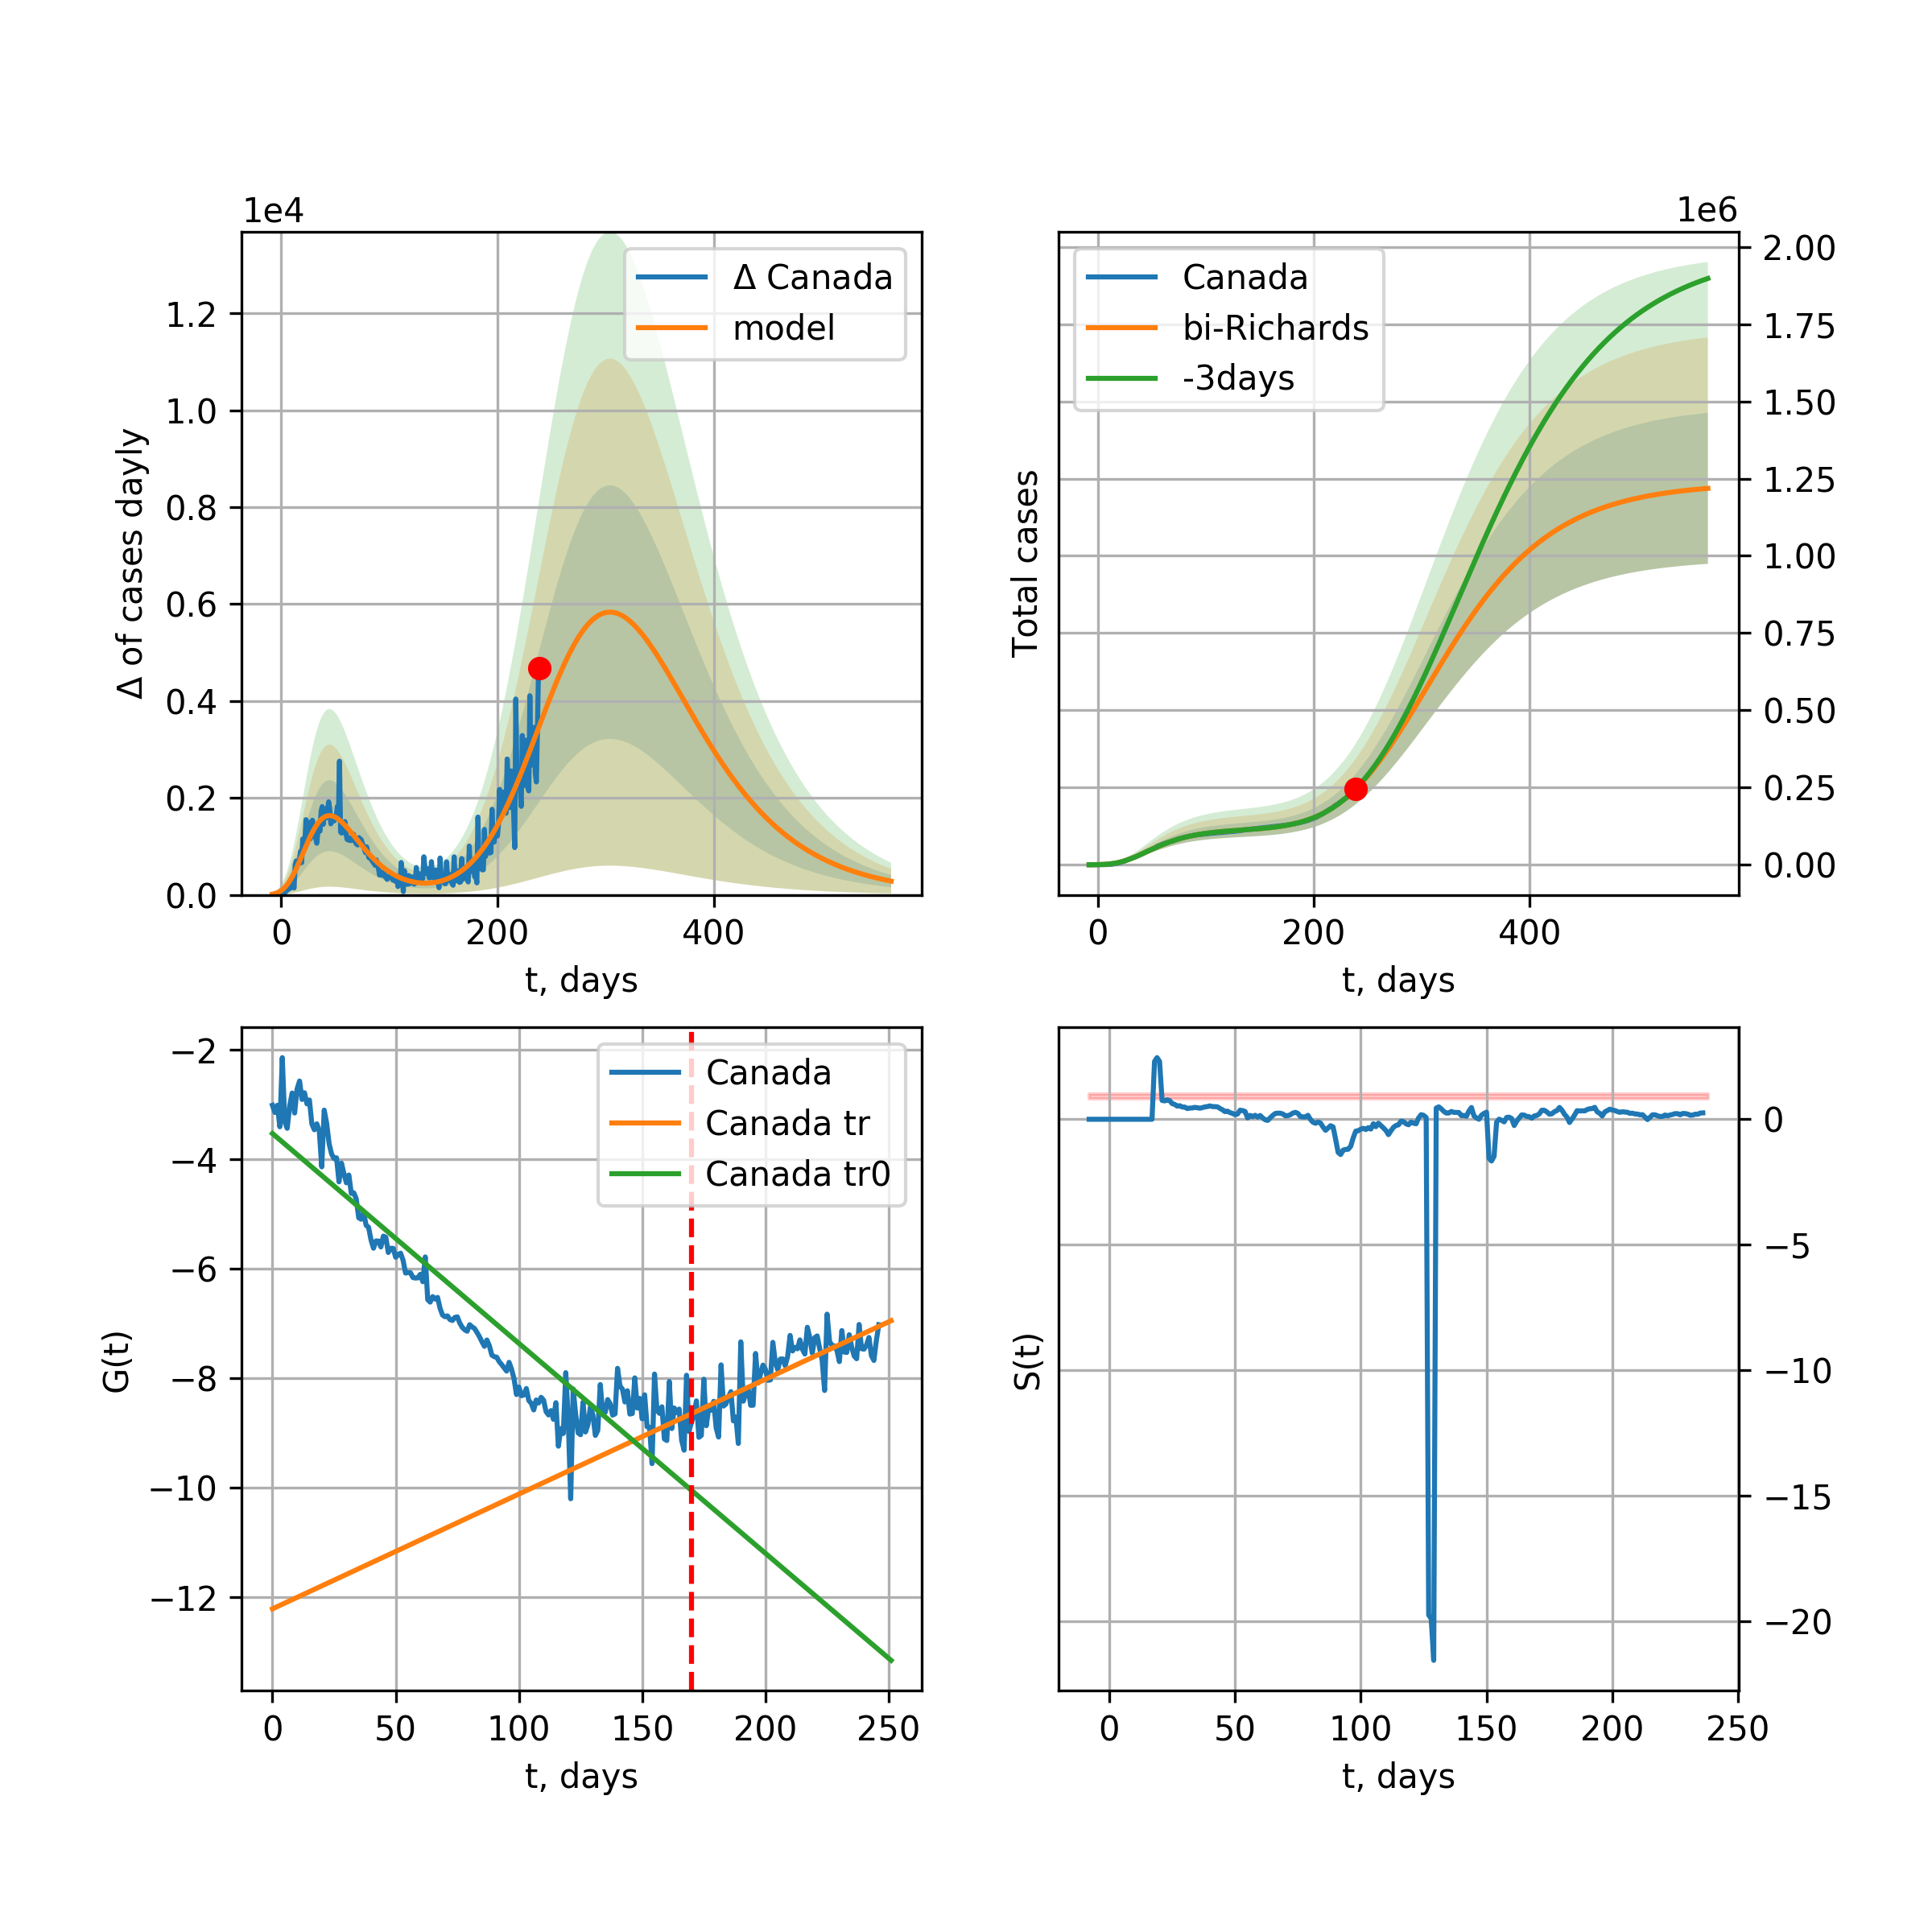 1e4
Δ Canada
model
1.2
1.0
0.8
0.6
0.4
0.2
0.0
Δ of cases dayly
0
200
400
t, days
1e6
Canada
bi-Richards
-3days
2.00
1.75
1.50
1.25
1.00
0.75
0.50
0.25
0.00
Total cases
0
200
400
t, days
Canada
Canada tr
Canada tr0
−2
−4
−6
−8
−10
−12
G(t)
0
50
100
150
200
250
t, days
0
−5
−10
−15
−20
S(t)
0
50
100
150
200
250
t, days